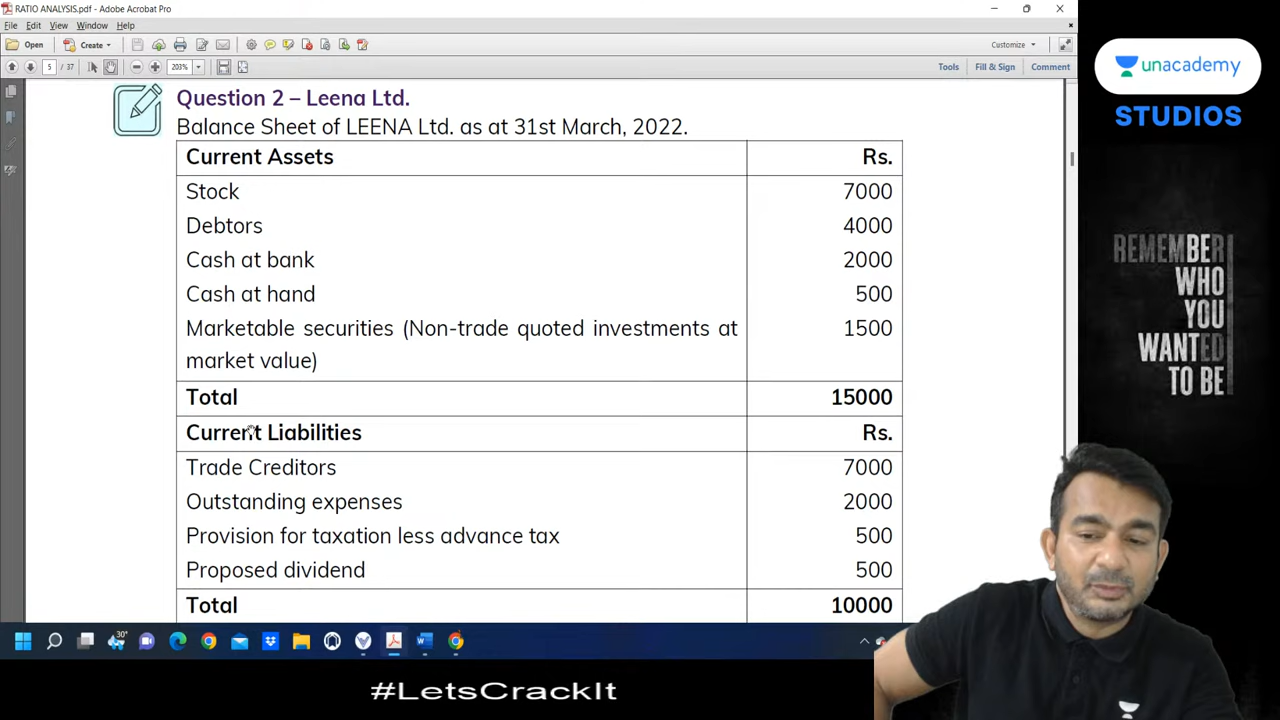 RATIO ANALYSIS.pdf - Adobe Acrobat Pro
File Edit View Window Help
Open Create Customize
5 / 37 203% Tools Fill & Sign Comment
Question 2 – Leena Ltd.
Balance Sheet of LEENA Ltd. as at 31st March, 2022.
Current Assets Rs.
Stock 7000
Debtors 4000
Cash at bank 2000
Cash at hand 500
Marketable securities (Non-trade quoted investments at 1500
market value)
Total 15000
Current Liabilities Rs.
Trade Creditors 7000
Outstanding expenses 2000
Provision for taxation less advance tax 500
Proposed dividend 500
Total 10000
30°
#LetsCrackIt
unacademy
STUDIOS
REMEMBER
WHO
YOU
WANTED
TO BE